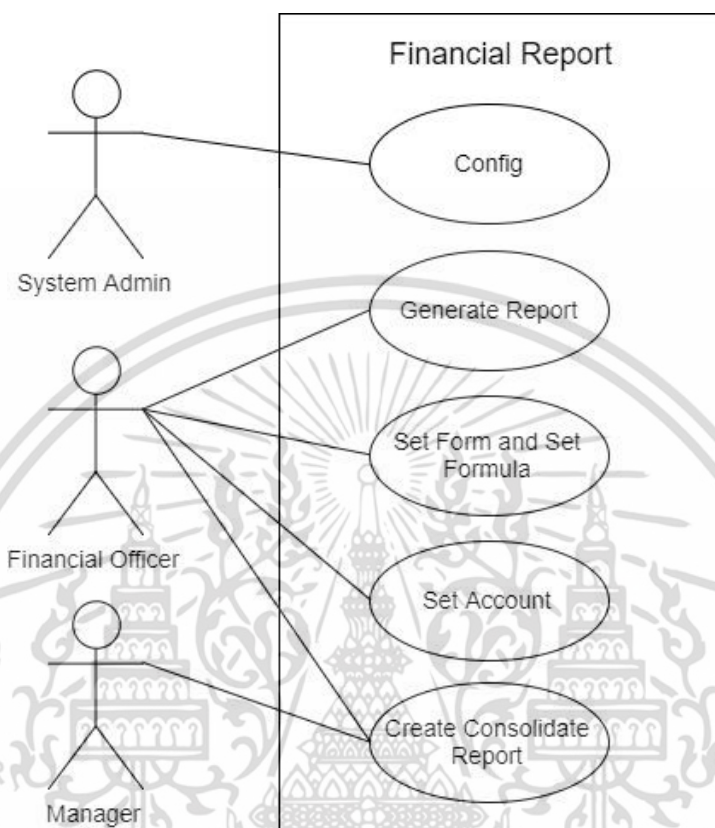 Financial Report
Config
System Admin
Generate Report
Set Form and Set
Formula
Financial Officer
Set Account
Create Consolidate
Report
Manager